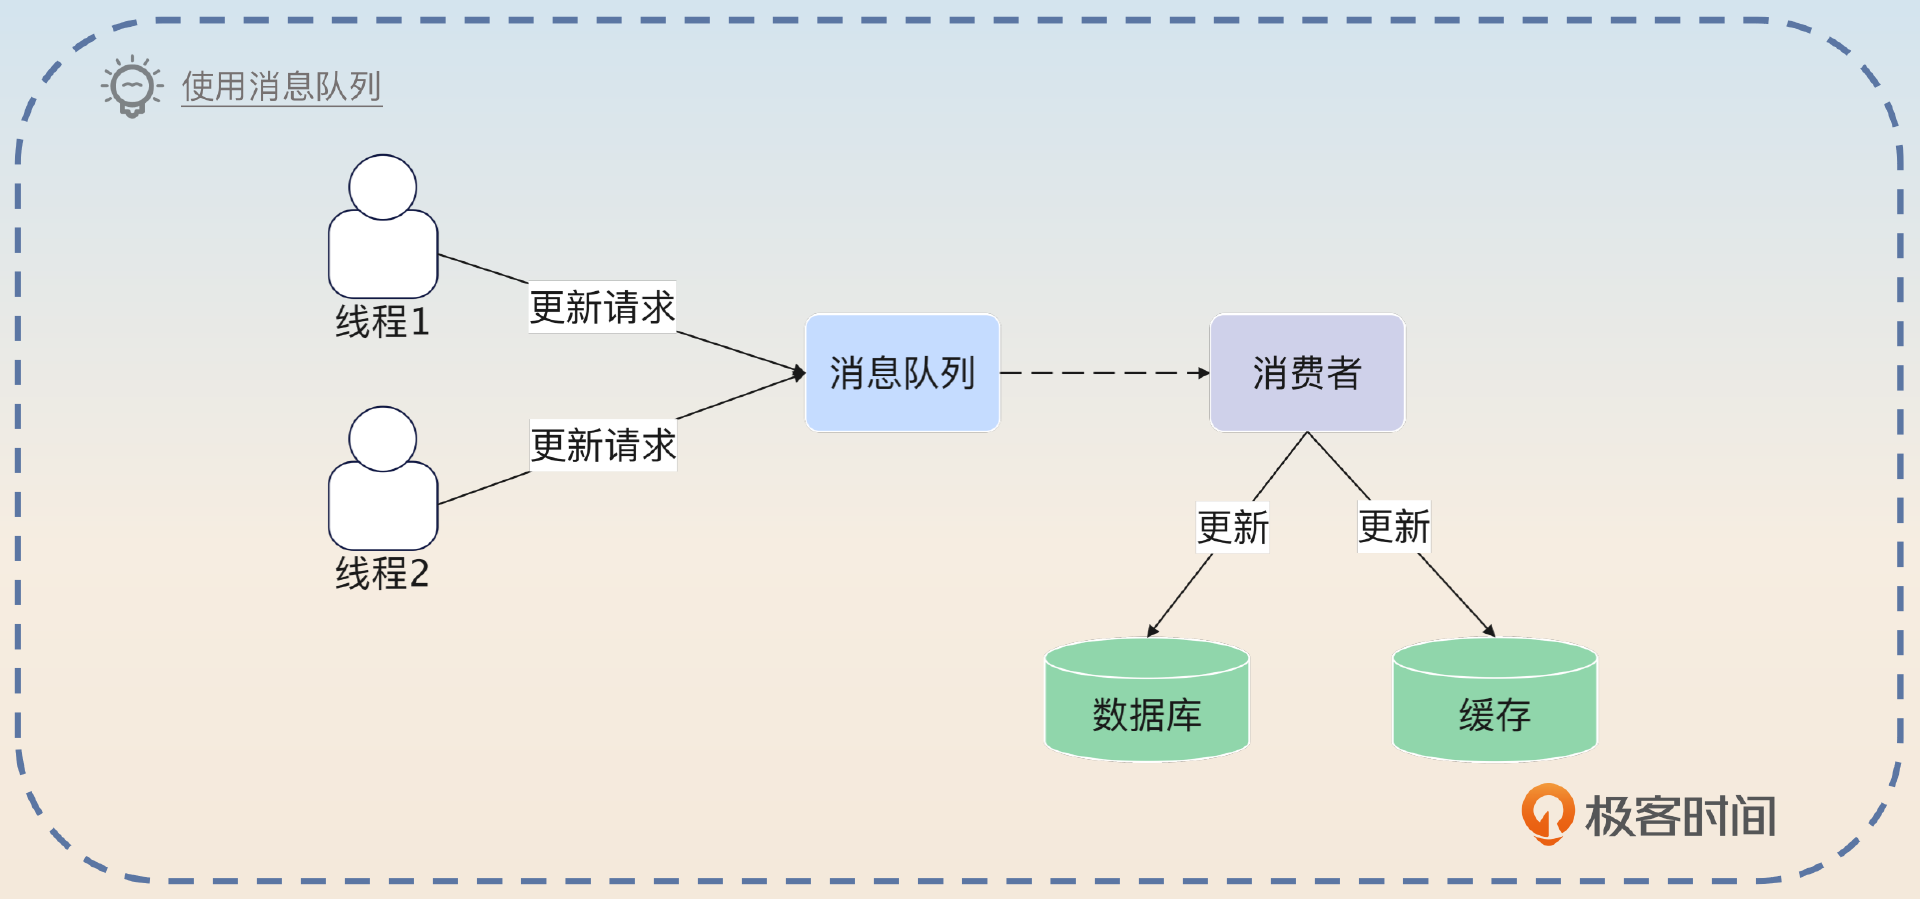 使用消息队列
线程1
更新请求
消息队列
消费者
更新请求
线程2
更新
更新
数据库
缓存
极客时间